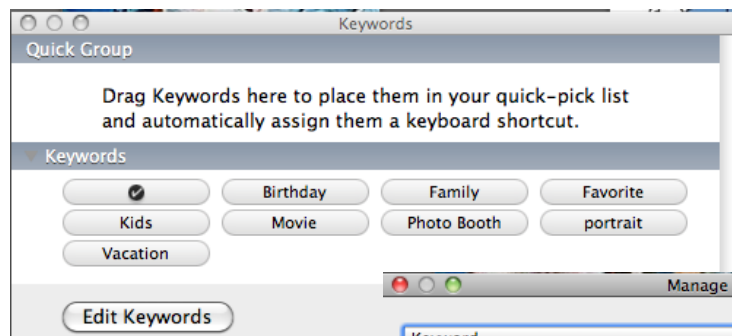 Keywords
Quick Group
Drag Keywords here to place them in your quick-pick list
and automatically assign them a keyboard shortcut.
Keywords
Birthday Family Favorite
Kids Movie Photo Booth portrait
Vacation
Manage
Edit Keywords
Keyword